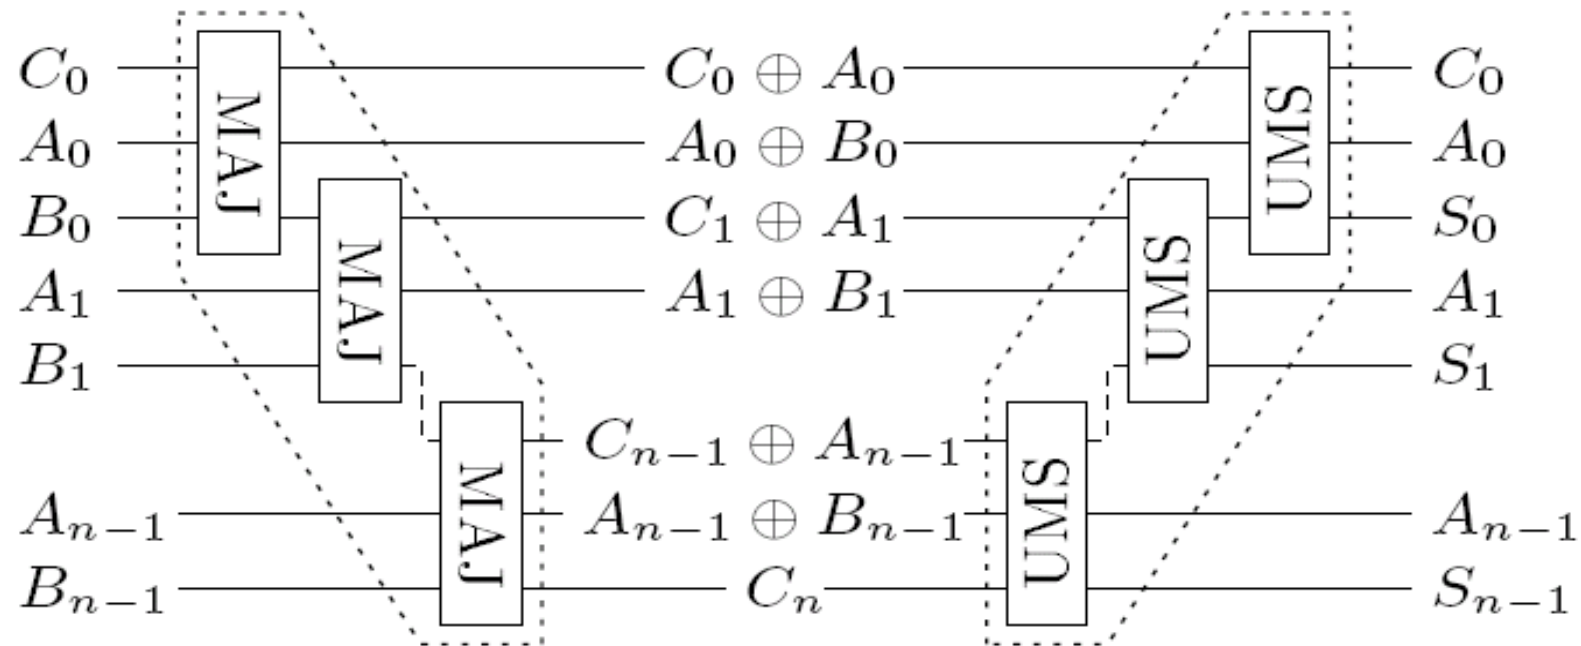 C₀ MAJ C₀ ⊕ A₀ UMS C₀
A₀ A₀ ⊕ B₀ A₀
B₀ MAJ C₁ ⊕ A₁ UMS S₀
A₁ A₁ ⊕ B₁ A₁
B₁ S₁
MAJ Cₙ₋₁ ⊕ Aₙ₋₁ UMS
Aₙ₋₁ Aₙ₋₁ ⊕ Bₙ₋₁ Aₙ₋₁
Bₙ₋₁ Cₙ Sₙ₋₁